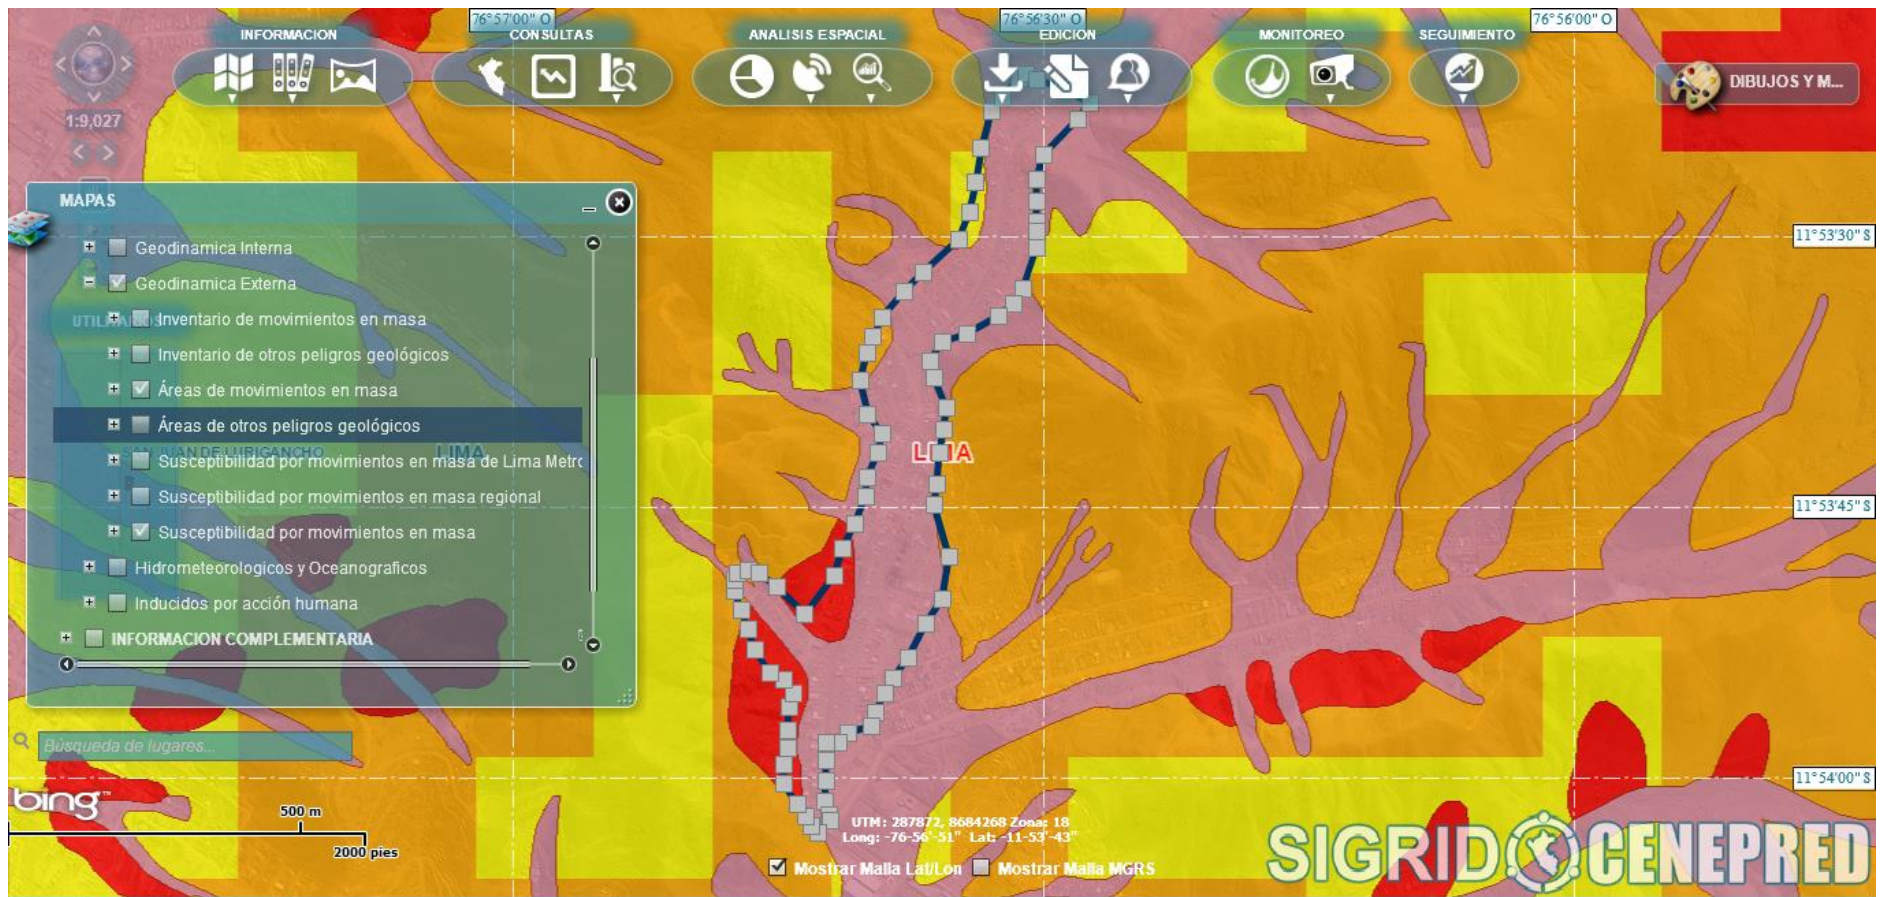 76°57'00" O
76°56'30" O
76°56'00" O
INFORMACION
CONSULTAS
ANALISIS ESPACIAL
EDICION
MONITOREO
SEGUIMIENTO
DIBUJOS Y M...
1:9,027
MAPAS
Geodinamica Interna
Geodinamica Externa
Inventario de movimientos en masa
Inventario de otros peligros geológicos
Áreas de movimientos en masa
Áreas de otros peligros geológicos
Susceptibilidad por movimientos en masa de Lima Metro
Susceptibilidad por movimientos en masa regional
Susceptibilidad por movimientos en masa
Hidrometeorologicos y Oceanograficos
Inducidos por acción humana
INFORMACION COMPLEMENTARIA
DE LURIGANCHO
LIMA
LIMA
11°53'30" S
11°53'45" S
11°54'00" S
Búsqueda de lugares...
bing™
500 m
2000 pies
UTM: 287872, 8684268 Zona: 18
Long: -76-56'-51" Lat: -11-53'-43"
Mostrar Malla Lat/Lon
Mostrar Malla MGRS
SIGRID CENEPRED